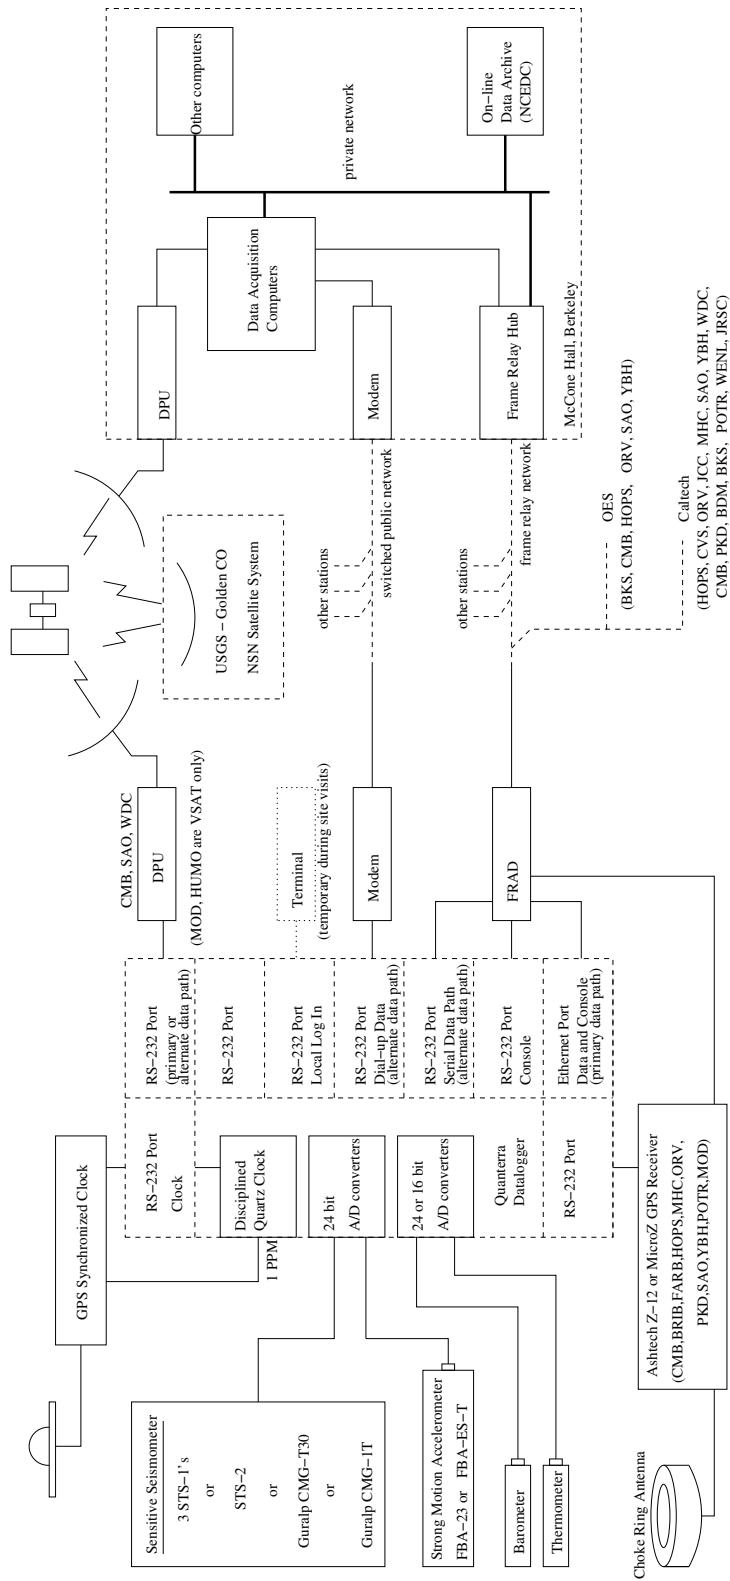 GPS Synchronized Clock
1 PPM
Sensitive Seismometer
3 STS−1' s
or
STS−2
or
Guralp CMG−T30
or
Guralp CMG−1T
Strong Motion Accelerometer
FBA−23 or FBA−ES−T
Barometer
Thermometer
Choke Ring Antenna
Ashtech Z−12 or MicroZ GPS Receiver
(CMB,BRIB,FARB,HOPS,MHC,ORV,
PKD,SAO,YBH,POTR,MOD)
RS−232 Port
Clock
Disciplined
Quartz Clock
24 bit
A/D converters
24 or 16 bit
A/D converters
Quanterra
Datalogger
RS−232 Port
RS−232 Port
(primary or
alternate data path)
RS−232 Port
RS−232 Port
Local Log In
RS−232 Port
Dial−up Data
(alternate data path)
RS−232 Port
Serial Data Path
(alternate data path)
RS−232 Port
Console
Ethernet Port
Data and Console
(primary data path)
CMB, SAO, WDC
DPU
(MOD, HUMO are VSAT only)
Terminal
(temporary during site visits)
Modem
FRAD
USGS − Golden CO
NSN Satellite System
other stations
switched public network
other stations
frame relay network
OES
(BKS, CMB, HOPS, ORV, SAO, YBH)
Caltech
(HOPS, CVS, ORV, JCC, MHC, SAO, YBH, WDC,
CMB, PKD, BDM, BKS, POTR, WENL, JRSC)
DPU
Data Acquisition
Computers
Modem
Frame Relay Hub
McCone Hall, Berkeley
Other computers
private network
On−line
Data Archive
(NCEDC)